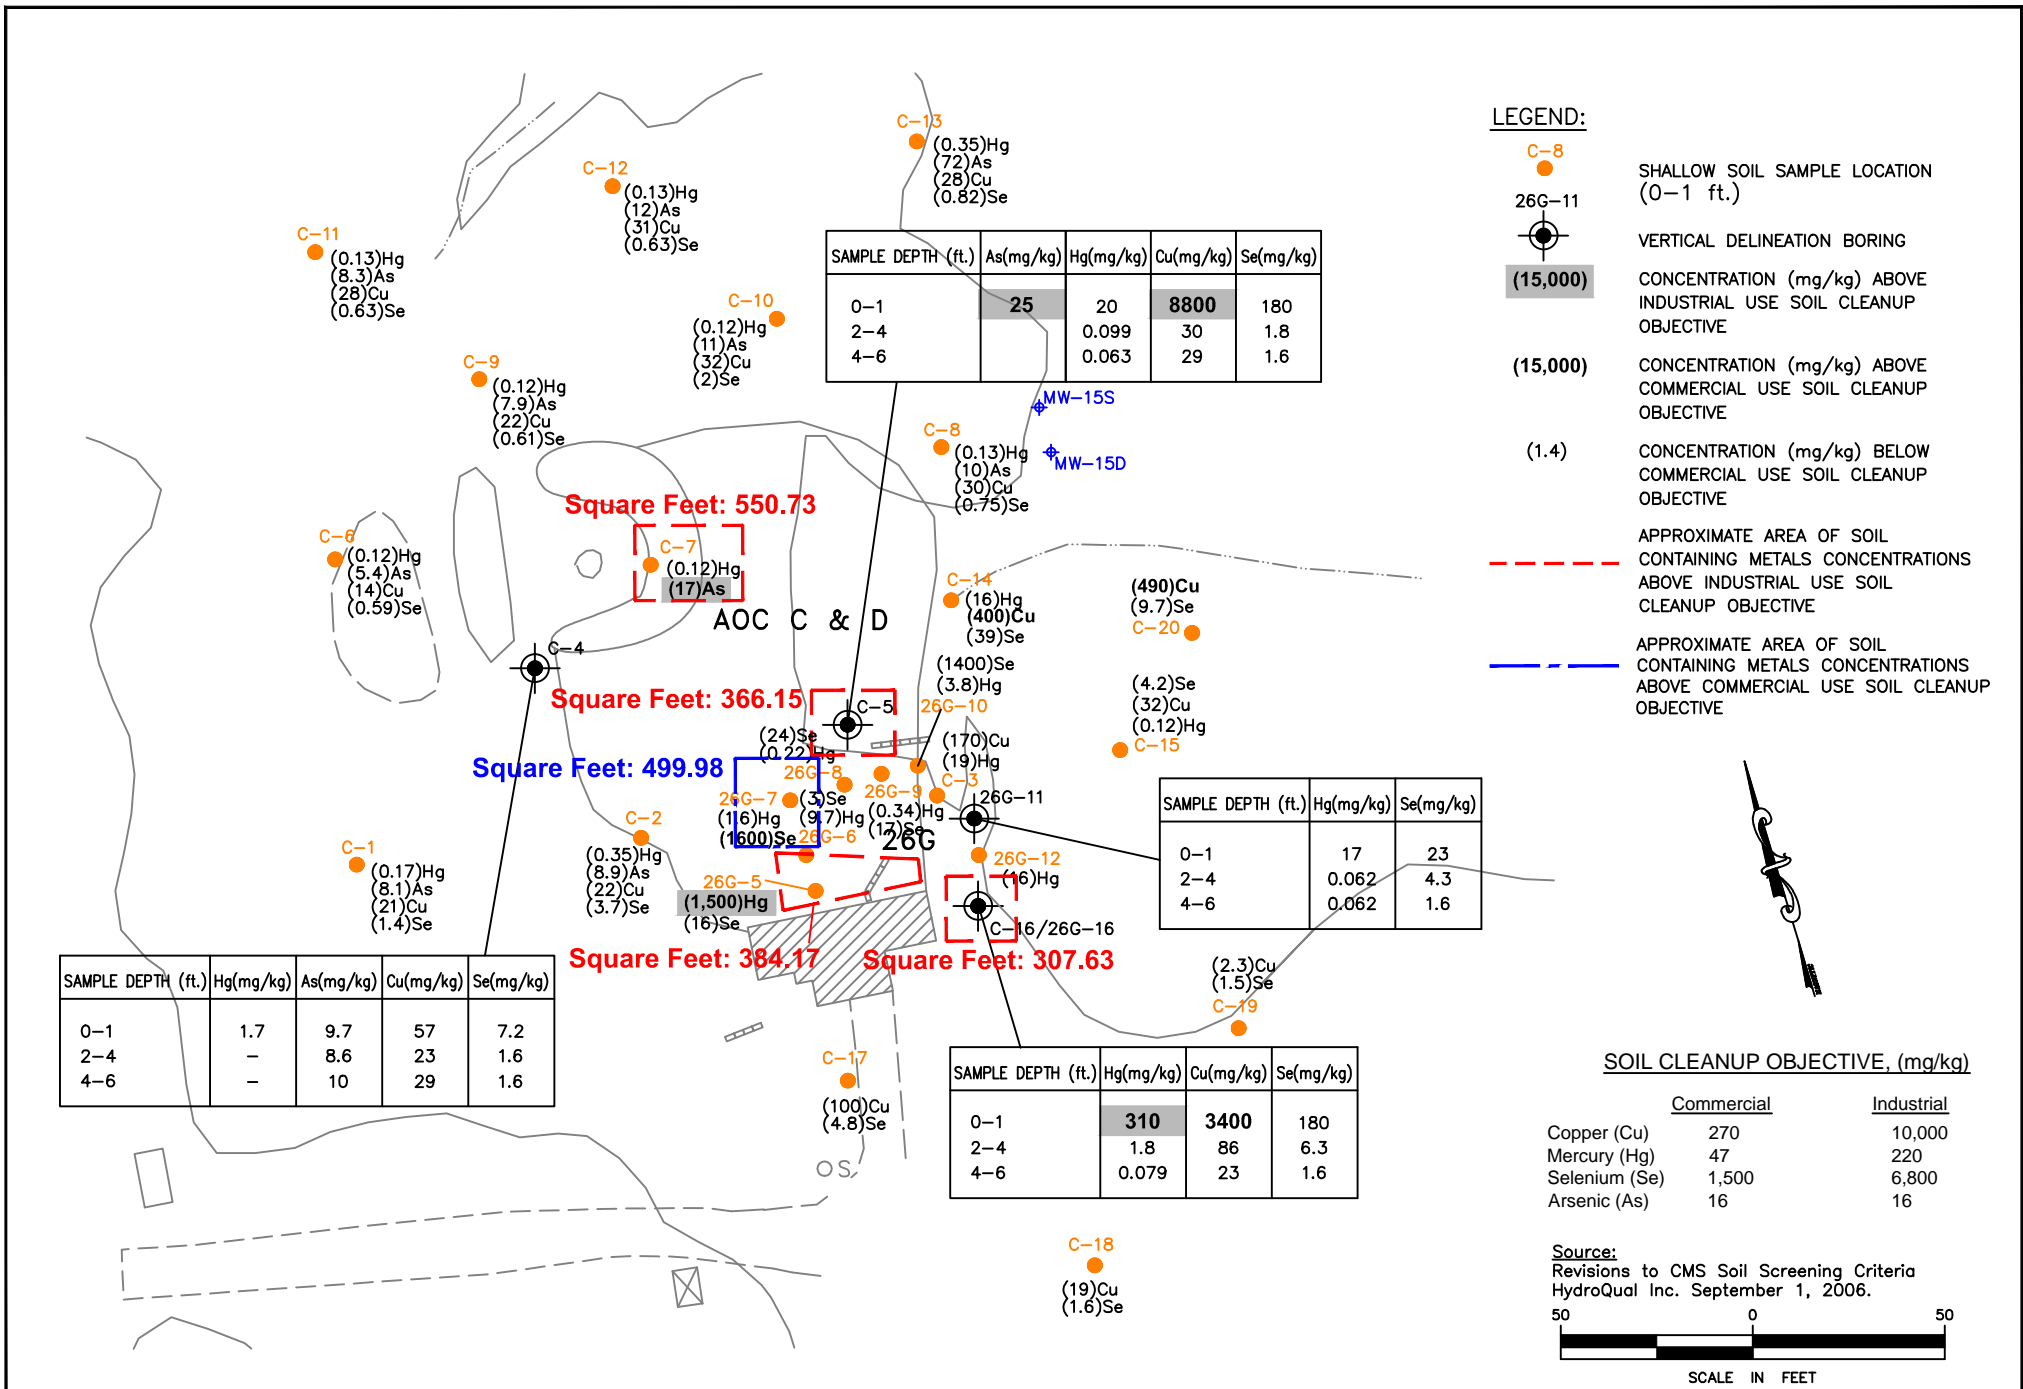 C-13
(0.35)Hg
(72)As
(28)Cu
(0.82)Se
C-12
(0.13)Hg
(12)As
(31)Cu
(0.63)Se
C-11
(0.13)Hg
(8.3)As
(28)Cu
(0.63)Se
C-10
(0.12)Hg
(11)As
(32)Cu
(2)Se
C-9
(0.12)Hg
(7.9)As
(22)Cu
(0.61)Se
SAMPLE DEPTH (ft.) As(mg/kg) Hg(mg/kg) Cu(mg/kg) Se(mg/kg)
0-1 25 20 8800 180
2-4 0.099 30 1.8
4-6 0.063 29 1.6
MW-15S
MW-15D
C-8
(0.13)Hg
(10)As
(30)Cu
(0.75)Se
Square Feet: 550.73
C-7
(0.12)Hg
(17)As
C-6
(0.12)Hg
(5.4)As
(14)Cu
(0.59)Se
AOC C & D
C-14
(16)Hg
(400)Cu
(39)Se
(490)Cu
(9.7)Se
C-20
C-4
(1400)Se
(3.8)Hg
26G-10
(4.2)Se
(32)Cu
(0.12)Hg
C-15
Square Feet: 366.15
C-5
(24)Se
(0.22)Hg
26G-8
(170)Cu
(19)Hg
C-3
Square Feet: 499.98
26G-7
(1.6)Hg
(1600)Se
(3)Se
(9.7)Hg
26G-6
26G-9
(0.34)Hg
(17)Se
26G
26G-11
SAMPLE DEPTH (ft.) Hg(mg/kg) Se(mg/kg)
0-1 17 23
2-4 0.062 4.3
4-6 0.062 1.6
26G-12
(16)Hg
C-2
(0.35)Hg
(8.9)As
(22)Cu
(3.7)Se
C-1
(0.17)Hg
(8.1)As
(21)Cu
(1.4)Se
26G-5
(1,500)Hg
(16)Se
C-16/26G-16
Square Feet: 384.17
Square Feet: 307.63
(2.3)Cu
(1.5)Se
C-19
SAMPLE DEPTH (ft.) Hg(mg/kg) As(mg/kg) Cu(mg/kg) Se(mg/kg)
0-1 1.7 9.7 57 7.2
2-4 - 8.6 23 1.6
4-6 - 10 29 1.6
C-17
(100)Cu
(4.8)Se
OS
SAMPLE DEPTH (ft.) Hg(mg/kg) Cu(mg/kg) Se(mg/kg)
0-1 310 3400 180
2-4 1.8 86 6.3
4-6 0.079 23 1.6
C-18
(19)Cu
(1.6)Se
LEGEND:
C-8
SHALLOW SOIL SAMPLE LOCATION
(0-1 ft.)
26G-11
VERTICAL DELINEATION BORING
(15,000)
CONCENTRATION (mg/kg) ABOVE
INDUSTRIAL USE SOIL CLEANUP
OBJECTIVE
(15,000)
CONCENTRATION (mg/kg) ABOVE
COMMERCIAL USE SOIL CLEANUP
OBJECTIVE
(1.4)
CONCENTRATION (mg/kg) BELOW
COMMERCIAL USE SOIL CLEANUP
OBJECTIVE
APPROXIMATE AREA OF SOIL
CONTAINING METALS CONCENTRATIONS
ABOVE INDUSTRIAL USE SOIL
CLEANUP OBJECTIVE
APPROXIMATE AREA OF SOIL
CONTAINING METALS CONCENTRATIONS
ABOVE COMMERCIAL USE SOIL CLEANUP
OBJECTIVE
SOIL CLEANUP OBJECTIVE, (mg/kg)
Commercial Industrial
Copper (Cu) 270 10,000
Mercury (Hg) 47 220
Selenium (Se) 1,500 6,800
Arsenic (As) 16 16
Source:
Revisions to CMS Soil Screening Criteria
HydroQual Inc. September 1, 2006.
50 0 50
SCALE IN FEET